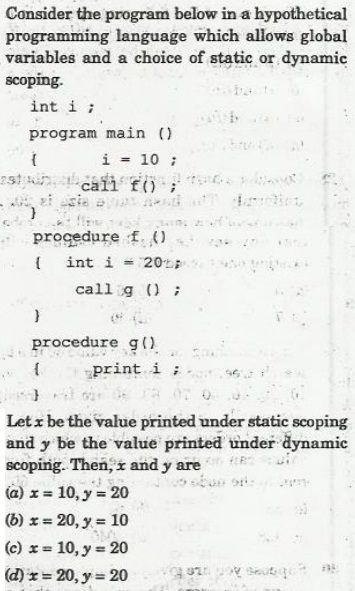 Consider the program below in a hypothetical
programming language which allows global
variables and a choice of static or dynamic
scoping.
int i ;
program main ()
{ i = 10 ;
call f() ;
}
procedure f ()
{ int i = 20 ;
call g () ;
}
procedure g()
{ print i ;
}
Let x be the value printed under static scoping
and y be the value printed under dynamic
scoping. Then, x and y are
(a) x = 10, y = 20
(b) x = 20, y = 10
(c) x = 10, y = 20
(d) x = 20, y = 20